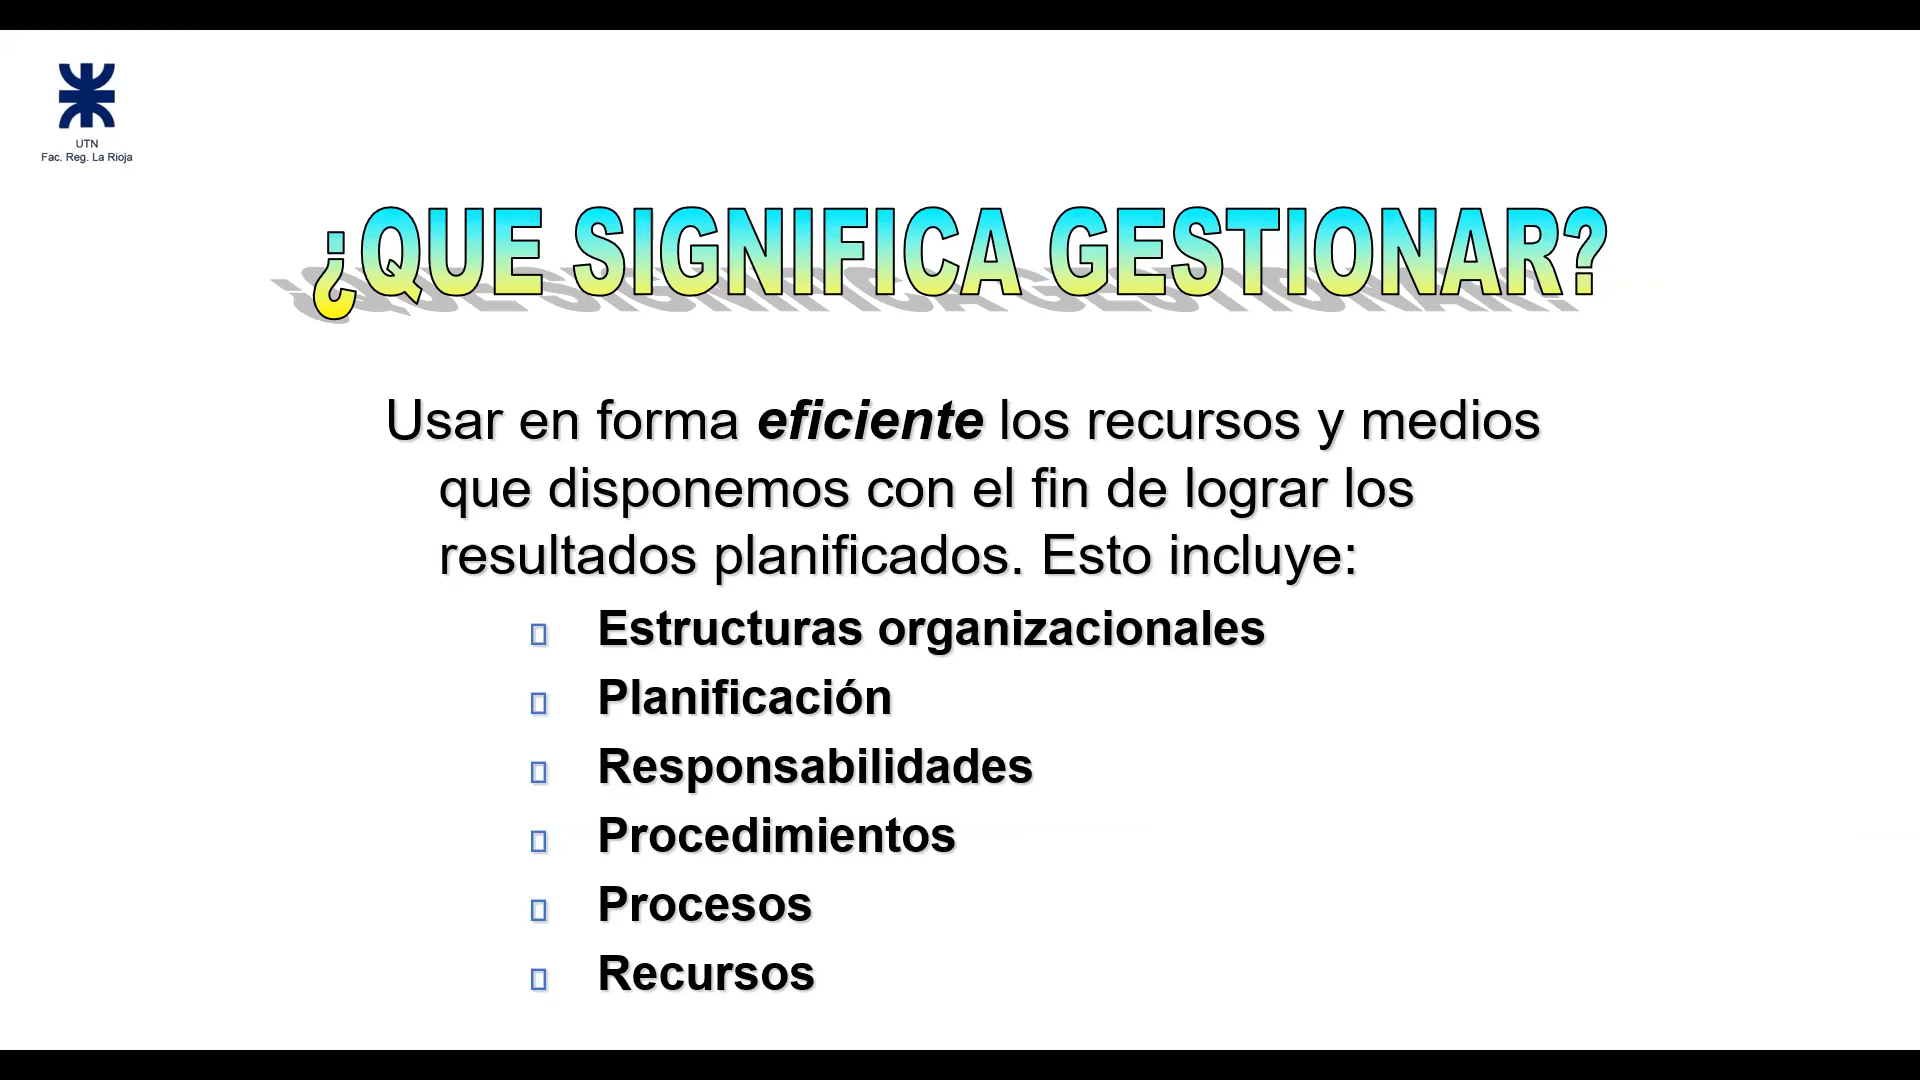 UTN
Fac. Reg. La Rioja
¿QUE SIGNIFICA GESTIONAR?
Usar en forma eficiente los recursos y medios
que disponemos con el fin de lograr los
resultados planificados. Esto incluye:
Estructuras organizacionales
Planificación
Responsabilidades
Procedimientos
Procesos
Recursos